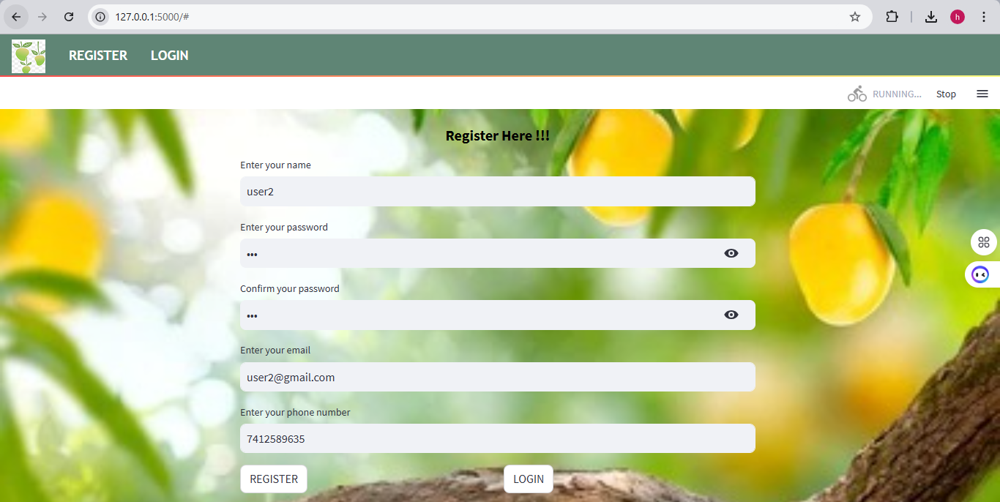 127.0.0.1:5000/#
h
REGISTER LOGIN
RUNNING... Stop
Register Here !!!
Enter your name
user2
Enter your password
•••
Confirm your password
•••
Enter your email
user2@gmail.com
Enter your phone number
7412589635
REGISTER LOGIN